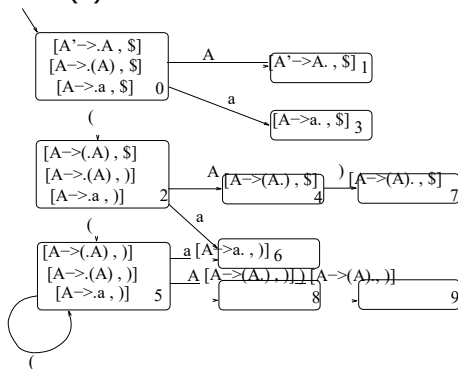 [A'−>.A , $]
[A−>.(A) , $]
[A−>.a , $] 0
A
[A'−>A. , $] 1
a
[A−>a. , $] 3
(
[A−>(.A) , $]
[A−>.(A) , )]
[A−>.a , )] 2
A
[A−>(A.) , $] 4
)
[A−>(A). , $] 7
a
(
[A−>(.A) , )]
[A−>.(A) , )]
[A−>.a , )] 5
a [A−>a. , )] 6
A [A−>(A.) , )] ) [A−>(A)., )]
8
9
(